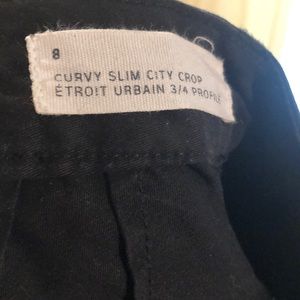 8
CURVY SLIM CITY CROP
ÉTROIT URBAIN 3/4 PROFILÉ